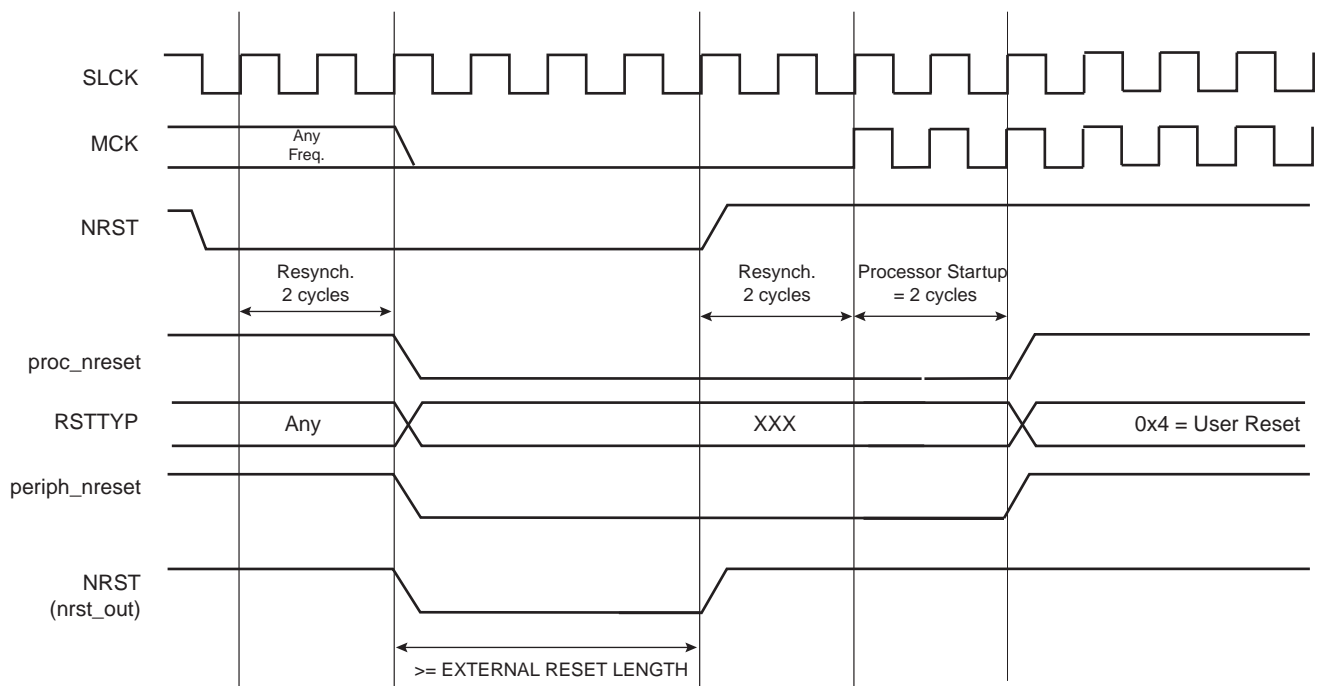 SLCK
MCK
Any
Freq.
NRST
Resynch.
2 cycles
Resynch.
2 cycles
Processor Startup
= 2 cycles
proc_nreset
RSTTYP
Any
XXX
0x4 = User Reset
periph_nreset
NRST
(nrst_out)
>= EXTERNAL RESET LENGTH